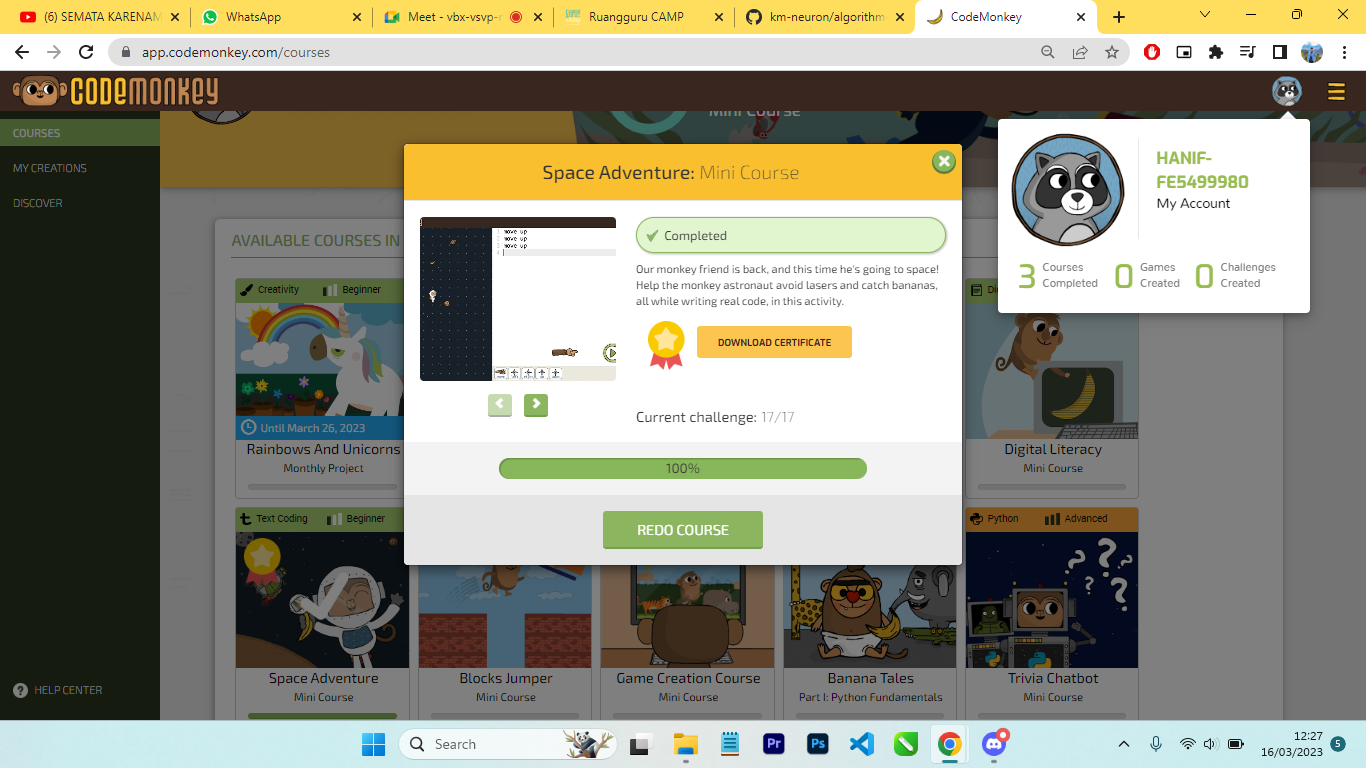 (6) SEMATA KARENAM
WhatsApp
Meet - vbx-vsvp-r
Ruangguru CAMP
km-neuron/algorithm
CodeMonkey
app.codemonkey.com/courses
CODEMONKEY
COURSES
MY CREATIONS
DISCOVER
HELP CENTER
Mini Course
HANIF-
FE5499980
My Account
3 Courses Completed
0 Games Created
0 Challenges Created
AVAILABLE COURSES IN
Space Adventure: Mini Course
1 move up
2 move up
3 move up
4
Completed
Our monkey friend is back, and this time he's going to space!
Help the monkey astronaut avoid lasers and catch bananas,
all while writing real code, in this activity.
DOWNLOAD CERTIFICATE
Current challenge: 17/17
100%
REDO COURSE
Creativity
Beginner
Until March 26, 2023
Rainbows And Unicorns
Monthly Project
Di
Digital Literacy
Mini Course
Text Coding
Beginner
Python
Advanced
Space Adventure
Mini Course
Blocks Jumper
Mini Course
Game Creation Course
Mini Course
Banana Tales
Part I: Python Fundamentals
Trivia Chatbot
Mini Course
Search
Pr
Ps
12:27
16/03/2023
5